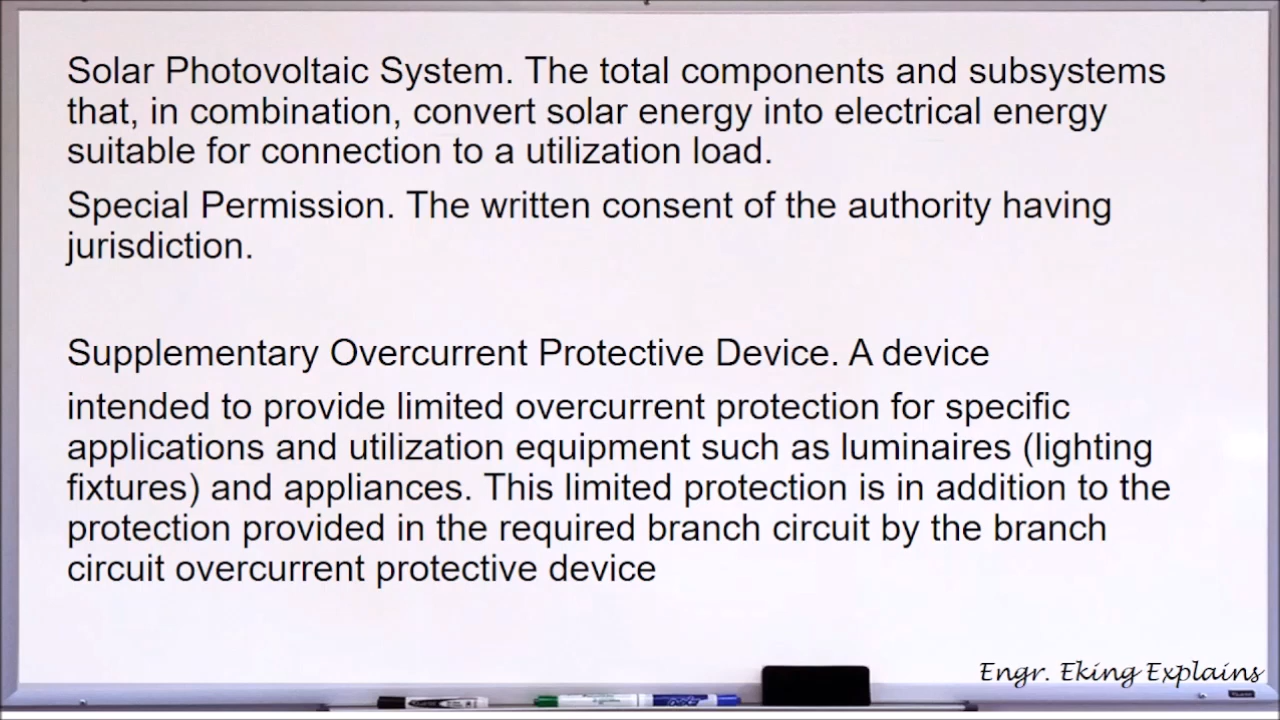 Solar Photovoltaic System. The total components and subsystems
that, in combination, convert solar energy into electrical energy
suitable for connection to a utilization load.
Special Permission. The written consent of the authority having
jurisdiction.
Supplementary Overcurrent Protective Device. A device
intended to provide limited overcurrent protection for specific
applications and utilization equipment such as luminaires (lighting
fixtures) and appliances. This limited protection is in addition to the
protection provided in the required branch circuit by the branch
circuit overcurrent protective device
Engr. Eking Explains